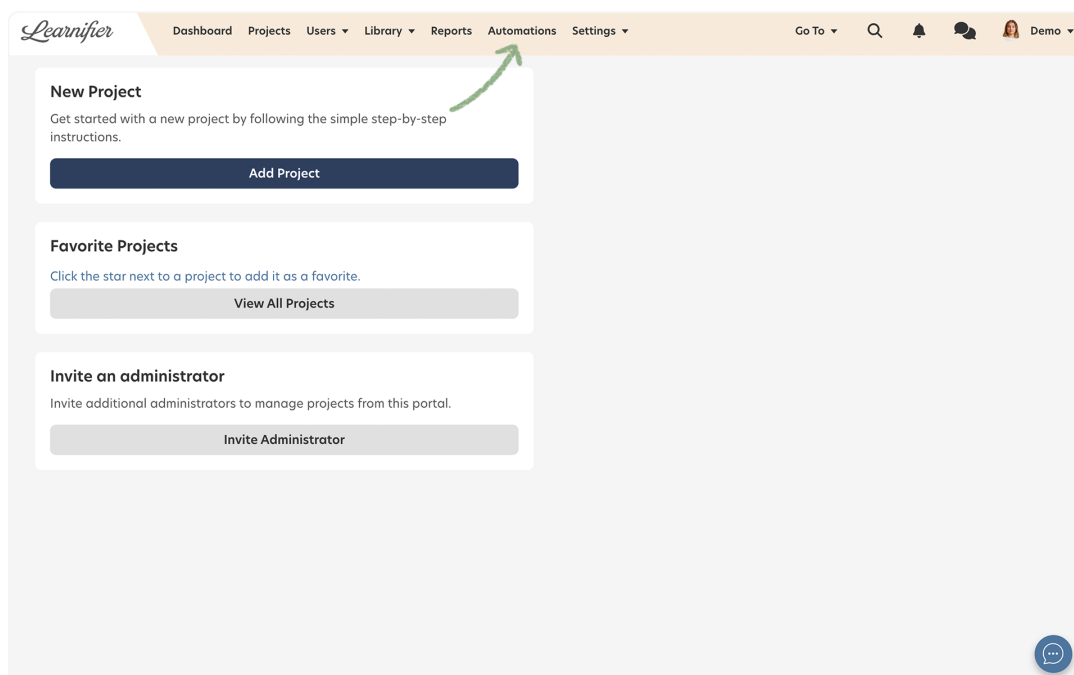 Learnifier Dashboard Projects Users Library Reports Automations Settings Go To Demo
New Project
Get started with a new project by following the simple step-by-step
instructions.
Add Project
Favorite Projects
Click the star next to a project to add it as a favorite.
View All Projects
Invite an administrator
Invite additional administrators to manage projects from this portal.
Invite Administrator